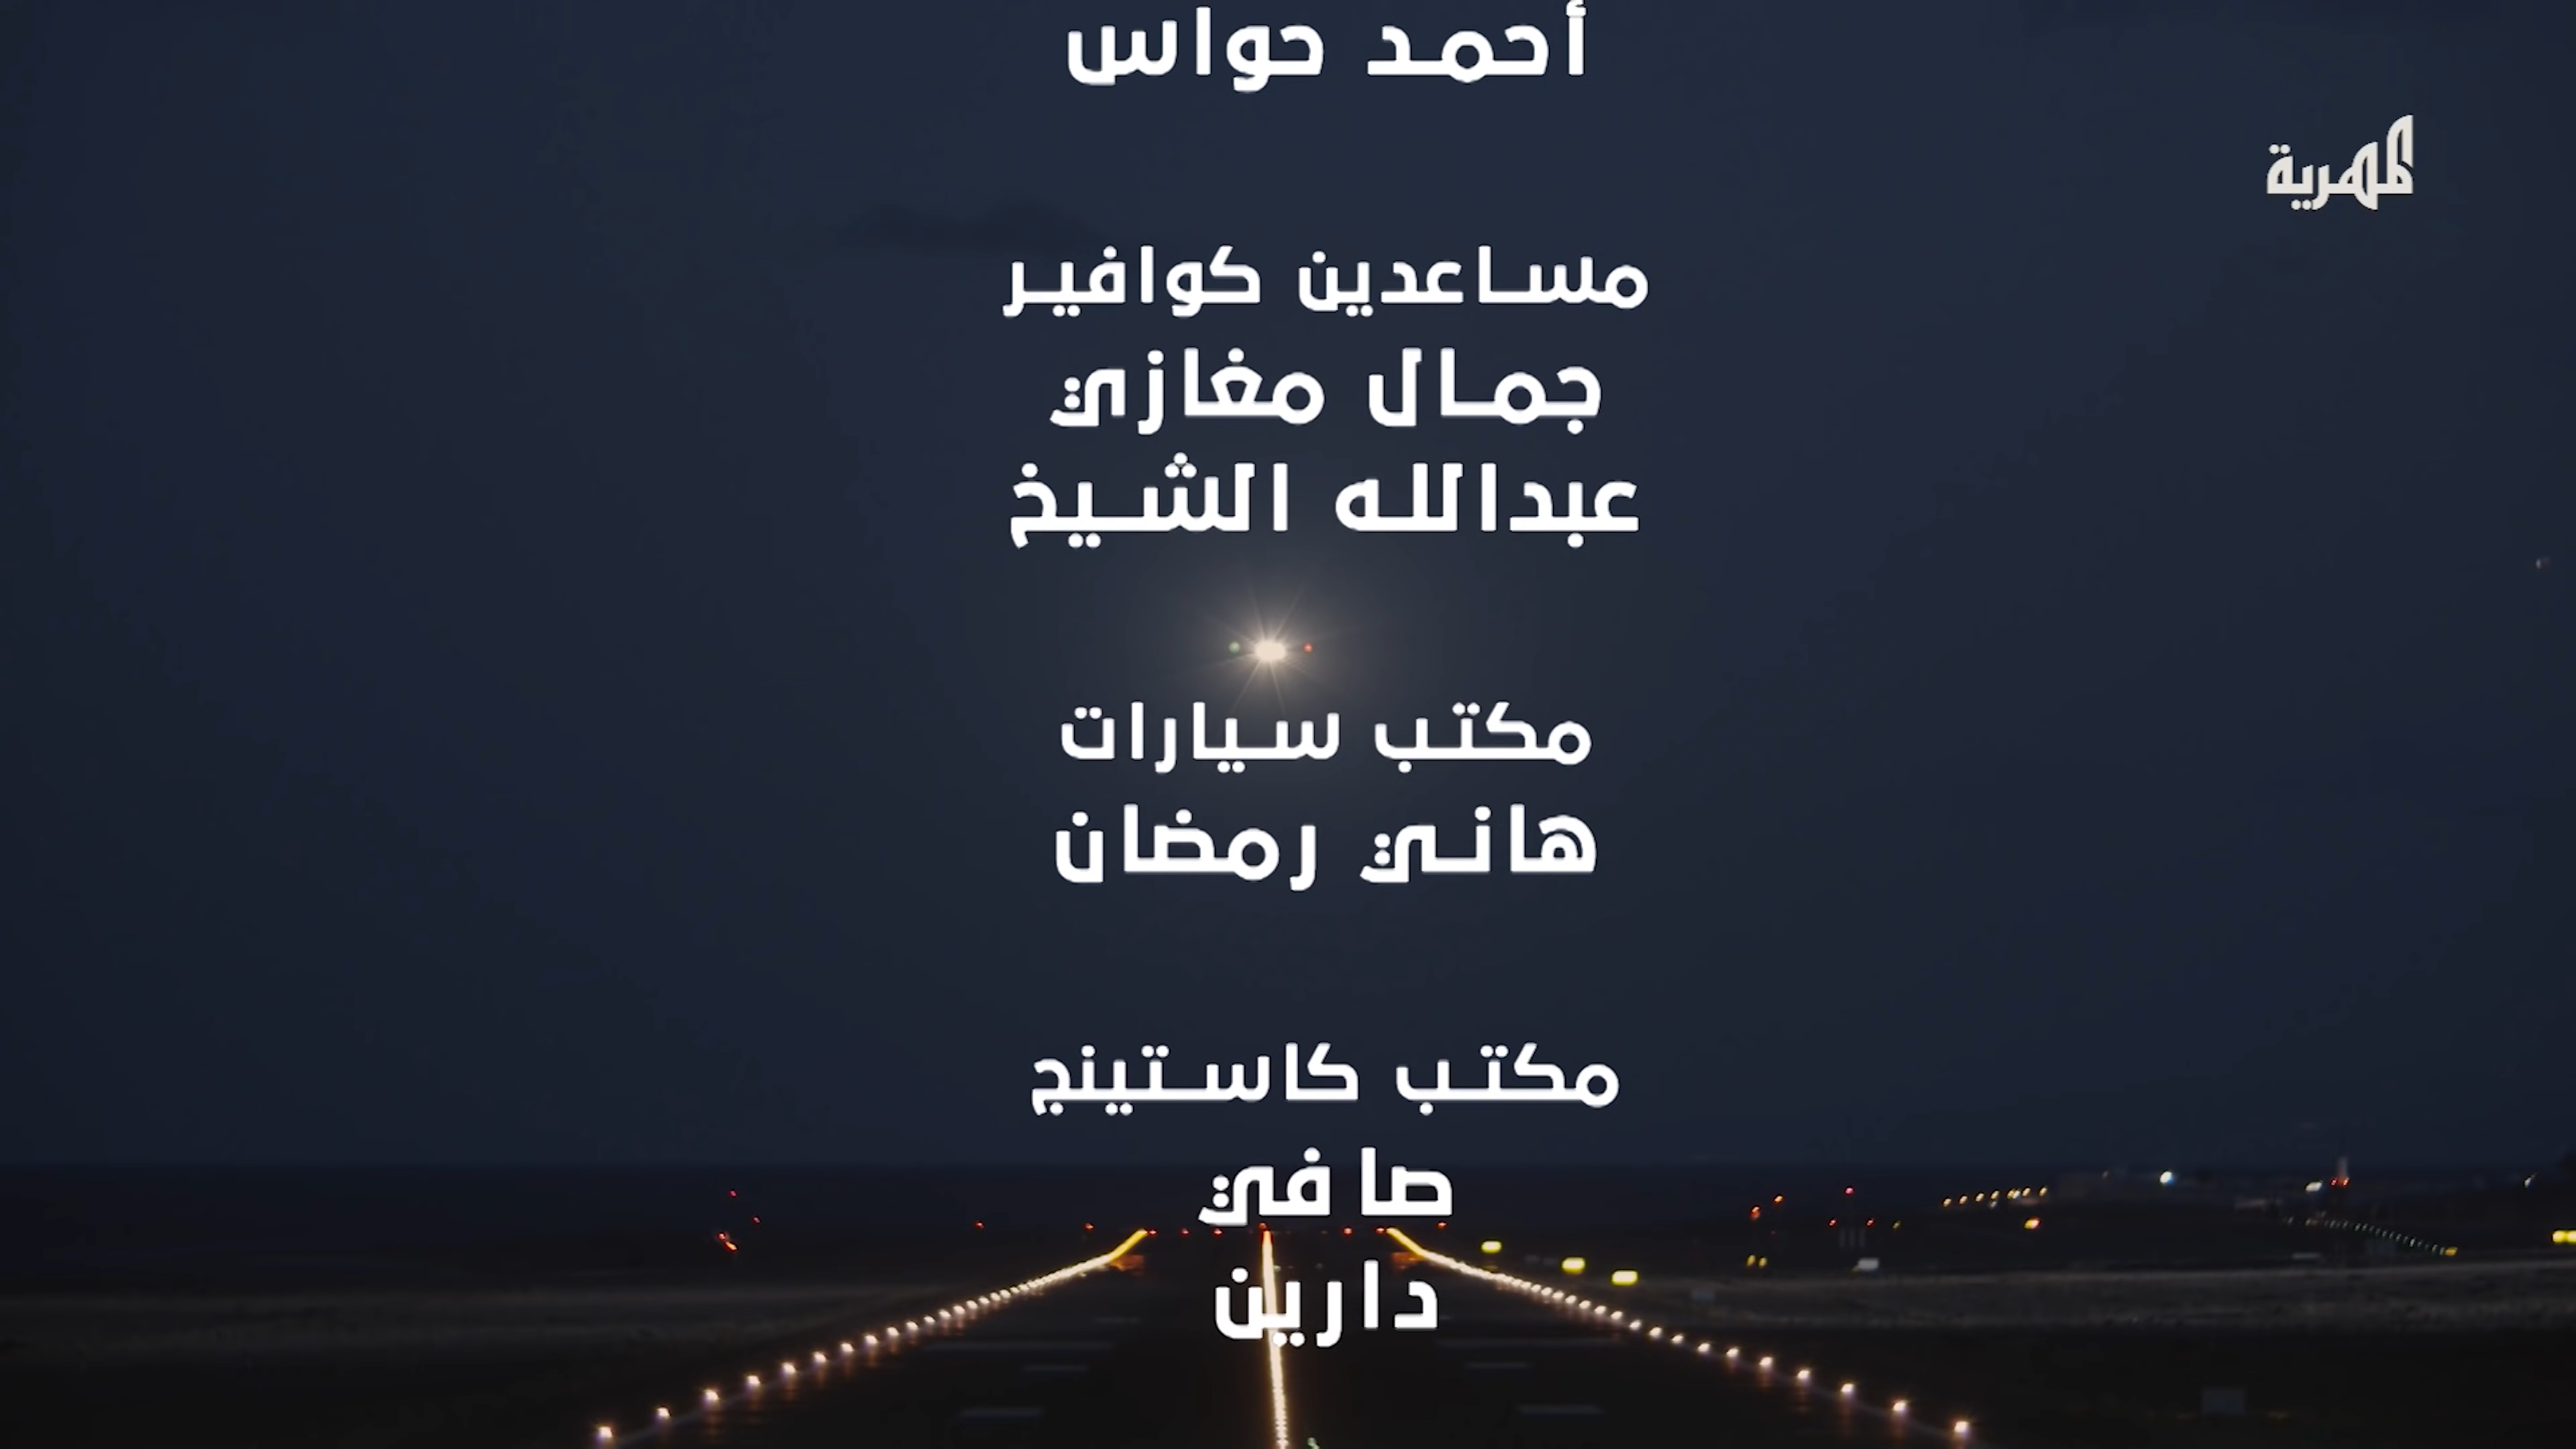 أحمد حواس
المهرية
مساعدين كوافير
جمال مغازي
عبدالله الشيخ
مكتب سيارات
هاني رمضان
مكتب كاستينج
صافي
دارين